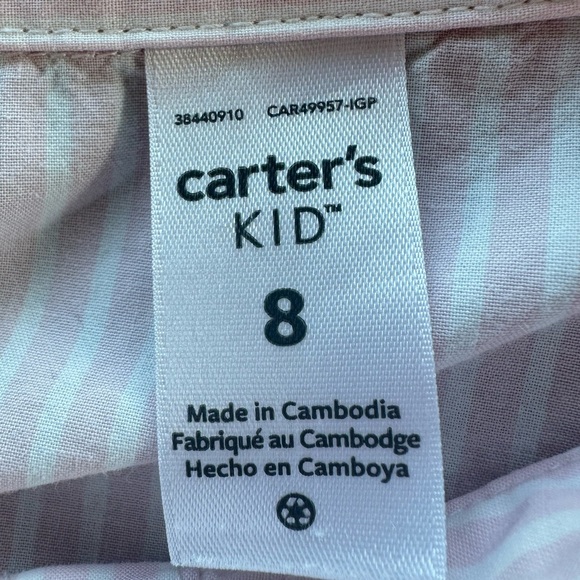 38440910 CAR49957-IGP
carter's
KID™
8
Made in Cambodia
Fabriqué au Cambodge
Hecho en Camboya